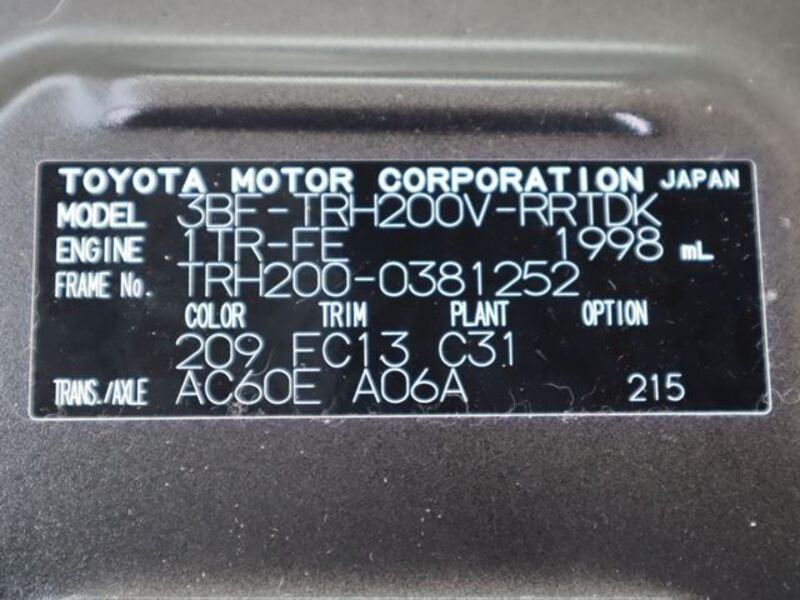 TOYOTA MOTOR CORPORATION JAPAN
MODEL 3BF-TRH200V-RRTDK
ENGINE 1TR-FE 1998 mL
FRAME No. TRH200-0381252
COLOR TRIM PLANT OPTION
209 FC13 C31
TRANS./AXLE AC60E A06A 215